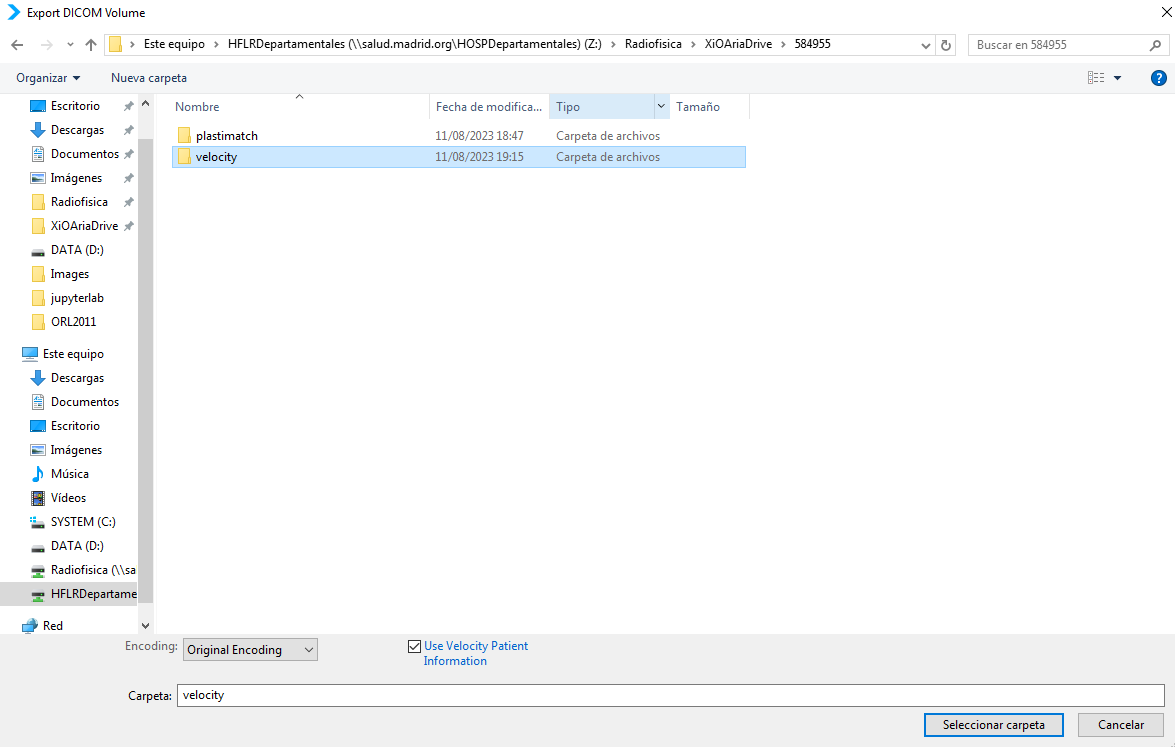 Export DICOM Volume
Este equipo > HFLRDepartamentales (\\salud.madrid.org\HOSPDepartamentales) (Z:) > Radiofisica > XiOAriaDrive > 584955
Buscar en 584955
Organizar
Nueva carpeta
?
Escritorio
Descargas
Documentos
Imágenes
Radiofisica
XiOAriaDrive
DATA (D:)
Images
jupyterlab
ORL2011
Este equipo
Descargas
Documentos
Escritorio
Imágenes
Música
Vídeos
SYSTEM (C:)
DATA (D:)
Radiofisica (\\sa
HFLRDepartame
Red
Nombre Fecha de modifica... Tipo Tamaño
plastimatch 11/08/2023 18:47 Carpeta de archivos
velocity 11/08/2023 19:15 Carpeta de archivos
Encoding: Original Encoding
Use Velocity Patient
Information
Carpeta: velocity
Seleccionar carpeta
Cancelar